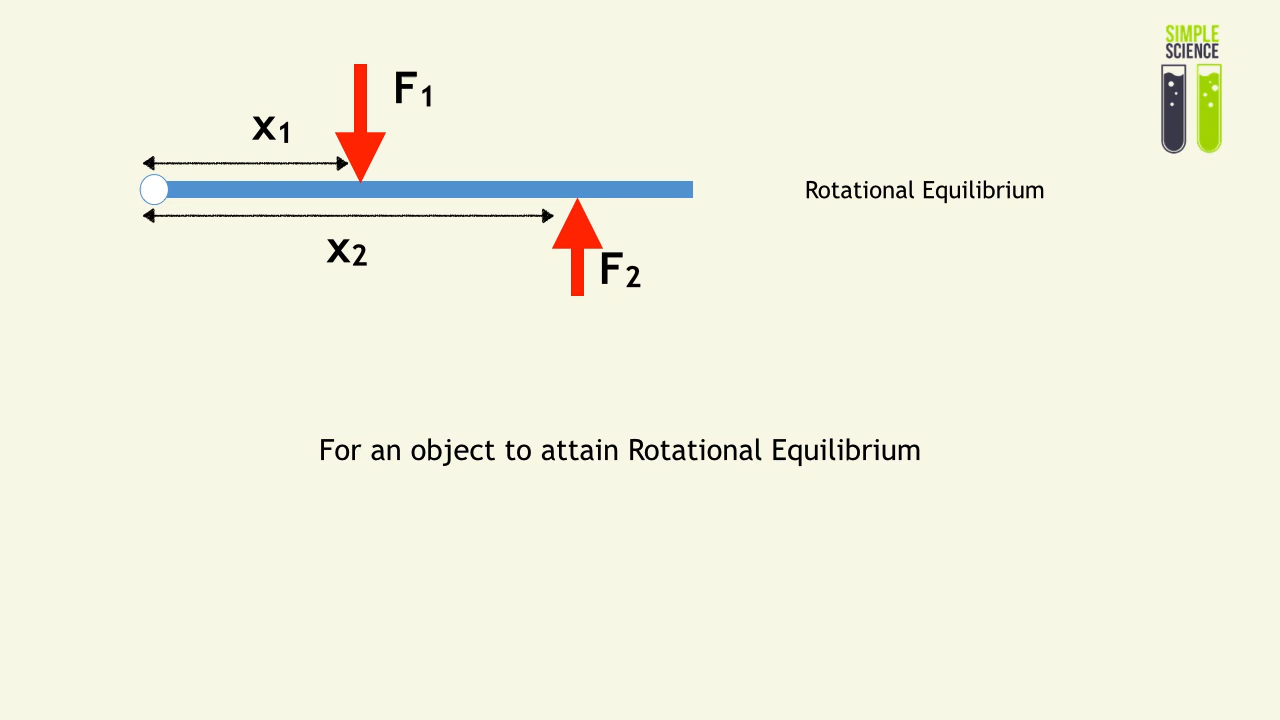 SIMPLE
SCIENCE
F₁
x₁
Rotational Equilibrium
x₂
F₂
For an object to attain Rotational Equilibrium